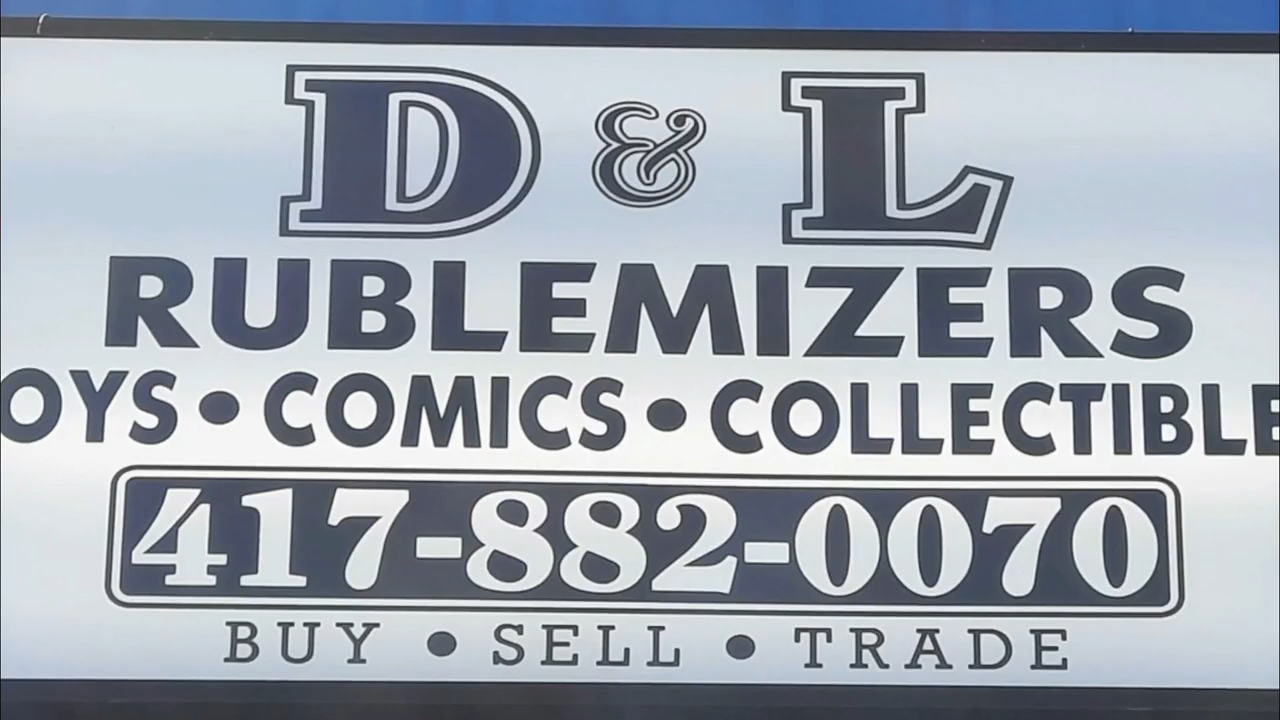 D & L
RUBLEMIZERS
OYS • COMICS • COLLECTIBLE
417-882-0070
BUY • SELL • TRADE